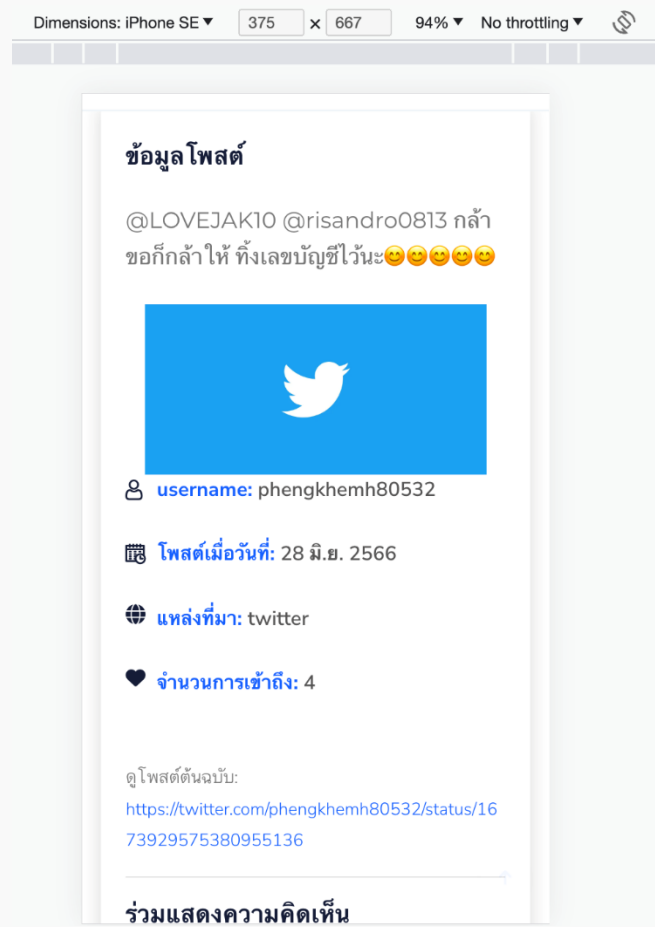 Dimensions: iPhone SE ▼ 375 × 667 94% ▼ No throttling ▼
ข้อมูลโพสต์
@LOVEJAK10 @risandro0813 กล้า
ขอก็กล้าให้ ทิ้งเลขบัญชีไว้นะ😊😊😊😊😊
username: phengkhemh80532
โพสต์เมื่อวันที่: 28 มิ.ย. 2566
แหล่งที่มา: twitter
จำนวนการเข้าถึง: 4
ดูโพสต์ต้นฉบับ:
https://twitter.com/phengkhemh80532/status/16
73929575380955136
ร่วมแสดงความคิดเห็น